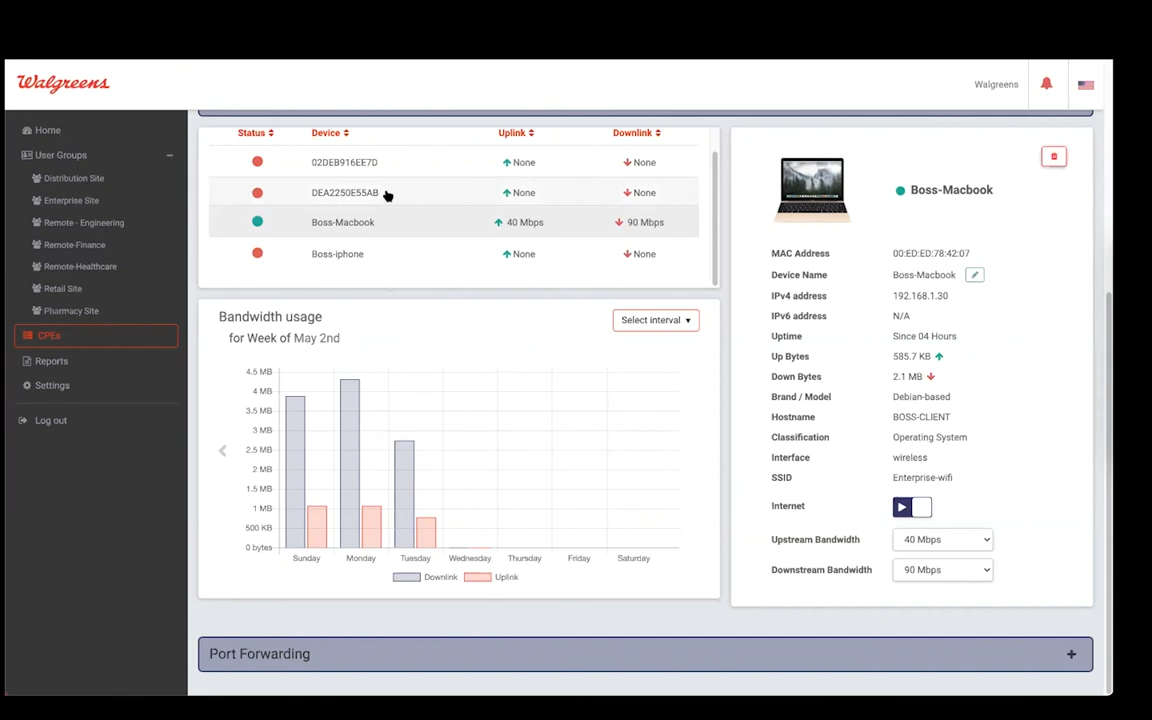 Walgreens
Walgreens
Home
User Groups
Distribution Site
Enterprise Site
Remote - Engineering
Remote-Finance
Remote-Healthcare
Retail Site
Pharmacy Site
CPEs
Reports
Settings
Log out
Status Device Uplink Downlink
02DEB916EE7D None None
DEA2250E55AB None None
Boss-Macbook 40 Mbps 90 Mbps
Boss-iphone None None
Bandwidth usage
for Week of May 2nd
Select interval
4.5 MB
4 MB
3.5 MB
3 MB
2.5 MB
2 MB
1.5 MB
1 MB
500 KB
0 bytes
Sunday Monday Tuesday Wednesday Thursday Friday Saturday
Downlink Uplink
Boss-Macbook
MAC Address 00:ED:ED:78:42:07
Device Name Boss-Macbook
IPv4 address 192.168.1.30
IPv6 address N/A
Uptime Since 04 Hours
Up Bytes 585.7 KB
Down Bytes 2.1 MB
Brand / Model Debian-based
Hostname BOSS-CLIENT
Classification Operating System
Interface wireless
SSID Enterprise-wifi
Internet
Upstream Bandwidth 40 Mbps
Downstream Bandwidth 90 Mbps
Port Forwarding +